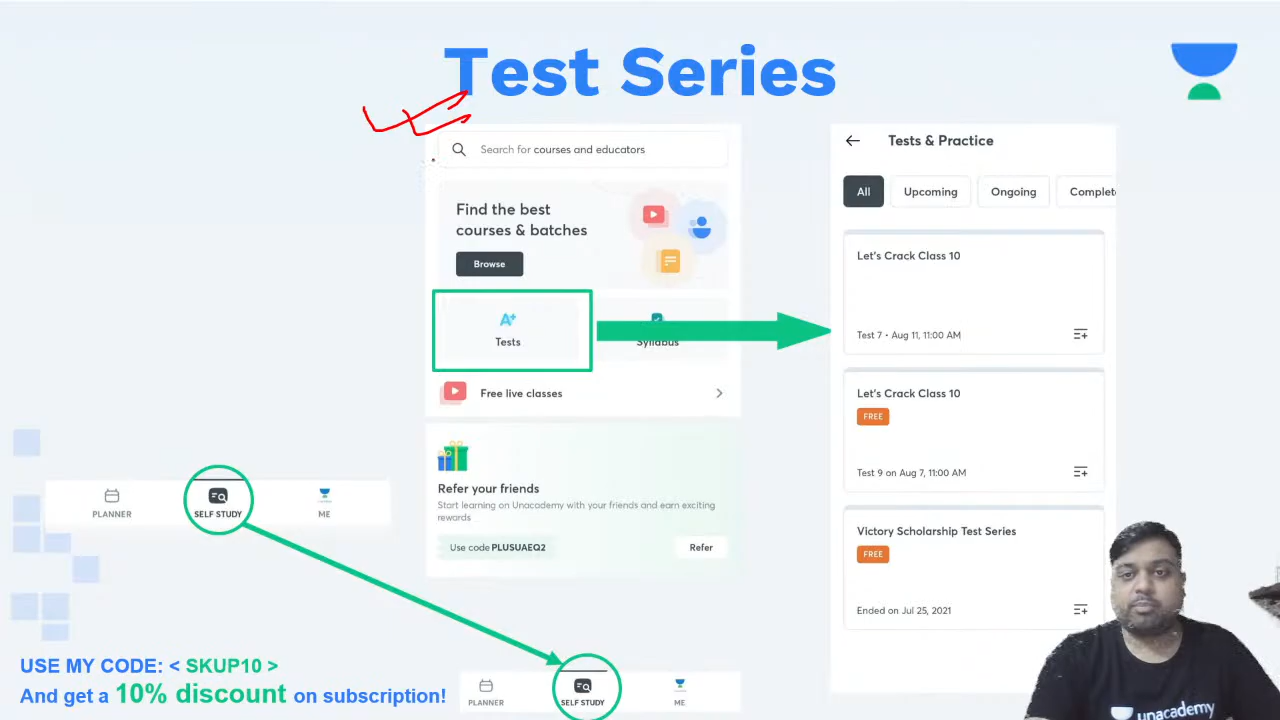 Test Series
Search for courses and educators
Find the best
courses & batches
Browse
Tests
Syllabus
Free live classes
Refer your friends
Start learning on Unacademy with your friends and earn exciting
rewards
Use code PLUSUAEQ2
Refer
PLANNER
SELF STUDY
ME
PLANNER
SELF STUDY
ME
Tests & Practice
All
Upcoming
Ongoing
Complet
Let's Crack Class 10
Test 7 • Aug 11, 11:00 AM
Let's Crack Class 10
FREE
Test 9 on Aug 7, 11:00 AM
Victory Scholarship Test Series
FREE
Ended on Jul 25, 2021
USE MY CODE: < SKUP10 >
And get a 10% discount on subscription!
unacademy